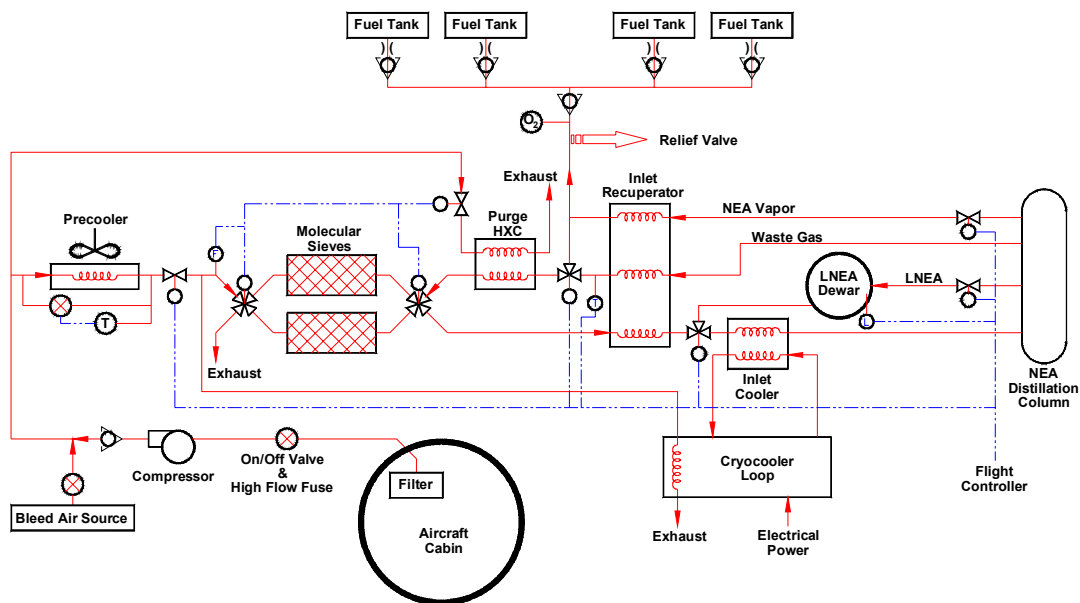 Fuel Tank
Fuel Tank
Fuel Tank
Fuel Tank
O2
Relief Valve
Exhaust
Inlet
Recuperator
Precooler
Molecular
Sieves
Purge
HXC
NEA Vapor
Waste Gas
F
LNEA
Dewar
LNEA
T
T
L
Exhaust
Inlet
Cooler
NEA
Distillation
Column
Compressor
On/Off Valve
&
High Flow Fuse
Filter
Cryocooler
Loop
Flight
Controller
Bleed Air Source
Aircraft
Cabin
Exhaust
Electrical
Power